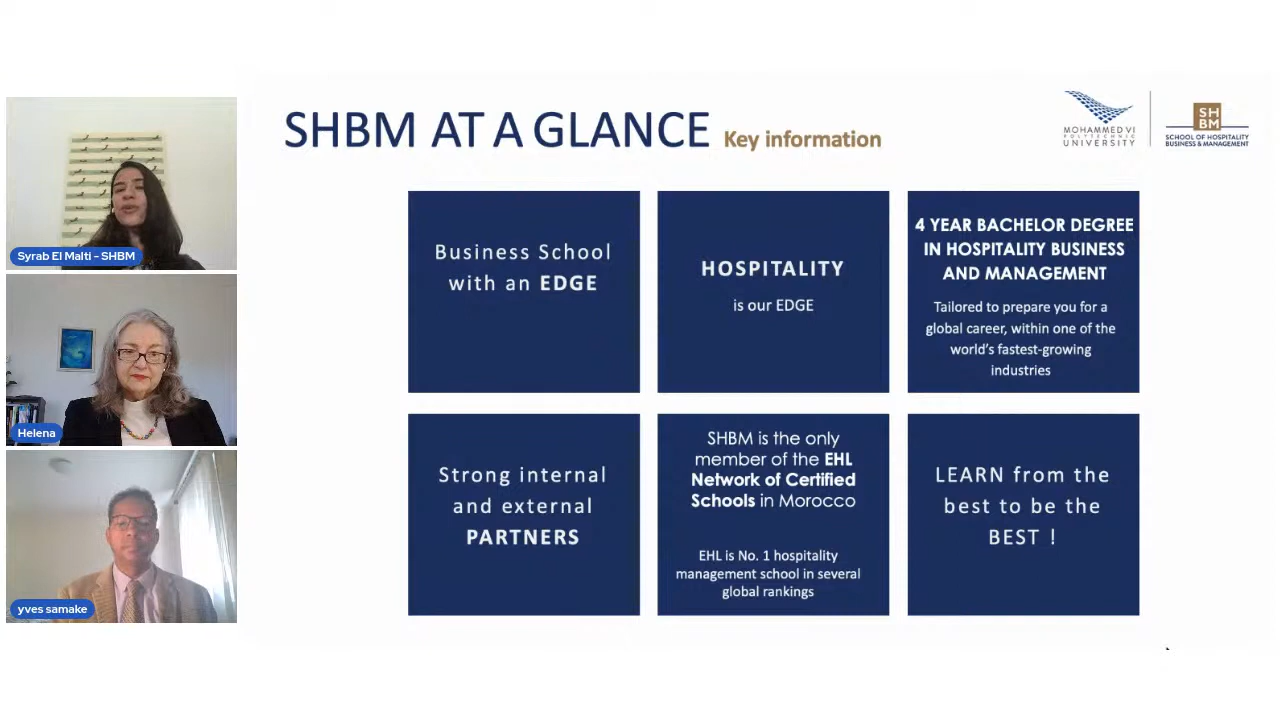 SHBM AT A GLANCE Key information
MOHAMMED VI
POLYTECHNIC
UNIVERSITY
SH
BM
SCHOOL OF HOSPITALITY
BUSINESS & MANAGEMENT
Business School
with an EDGE
HOSPITALITY
is our EDGE
4 YEAR BACHELOR DEGREE
IN HOSPITALITY BUSINESS
AND MANAGEMENT
Tailored to prepare you for a
global career, within one of the
world's fastest-growing
industries
Strong internal
and external
PARTNERS
SHBM is the only
member of the EHL
Network of Certified
Schools in Morocco
EHL is No. 1 hospitality
management school in several
global rankings
LEARN from the
best to be the
BEST !
Syrab El Malti - SHBM
Helena
yves samake